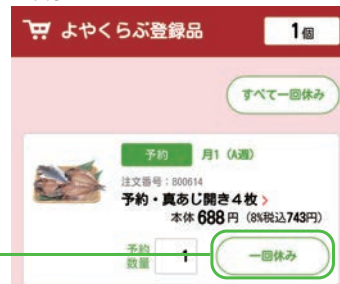 よやくらぶ登録品
1個
すべて一回休み
予約 月1（A週）
注文番号：800614
予約・真あじ開き4枚 >
本体 688円（8%税込743円）
予約数量 1 一回休み